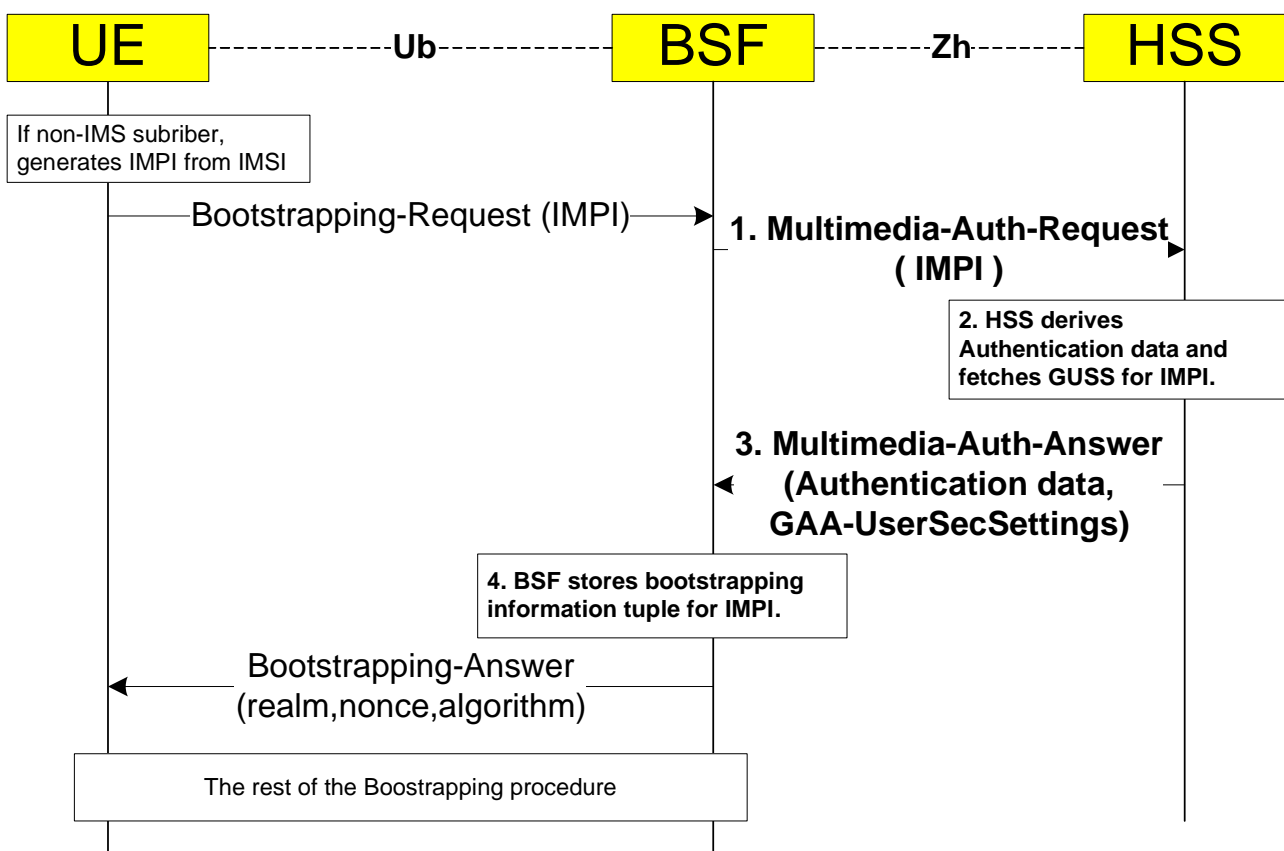 UE
Ub
BSF
Zh
HSS
If non-IMS subriber,
generates IMPI from IMSI
Bootstrapping-Request (IMPI)
1. Multimedia-Auth-Request
( IMPI )
2. HSS derives
Authentication data and
fetches GUSS for IMPI.
3. Multimedia-Auth-Answer
(Authentication data,
GAA-UserSecSettings)
4. BSF stores bootstrapping
information tuple for IMPI.
Bootstrapping-Answer
(realm,nonce,algorithm)
The rest of the Boostrapping procedure